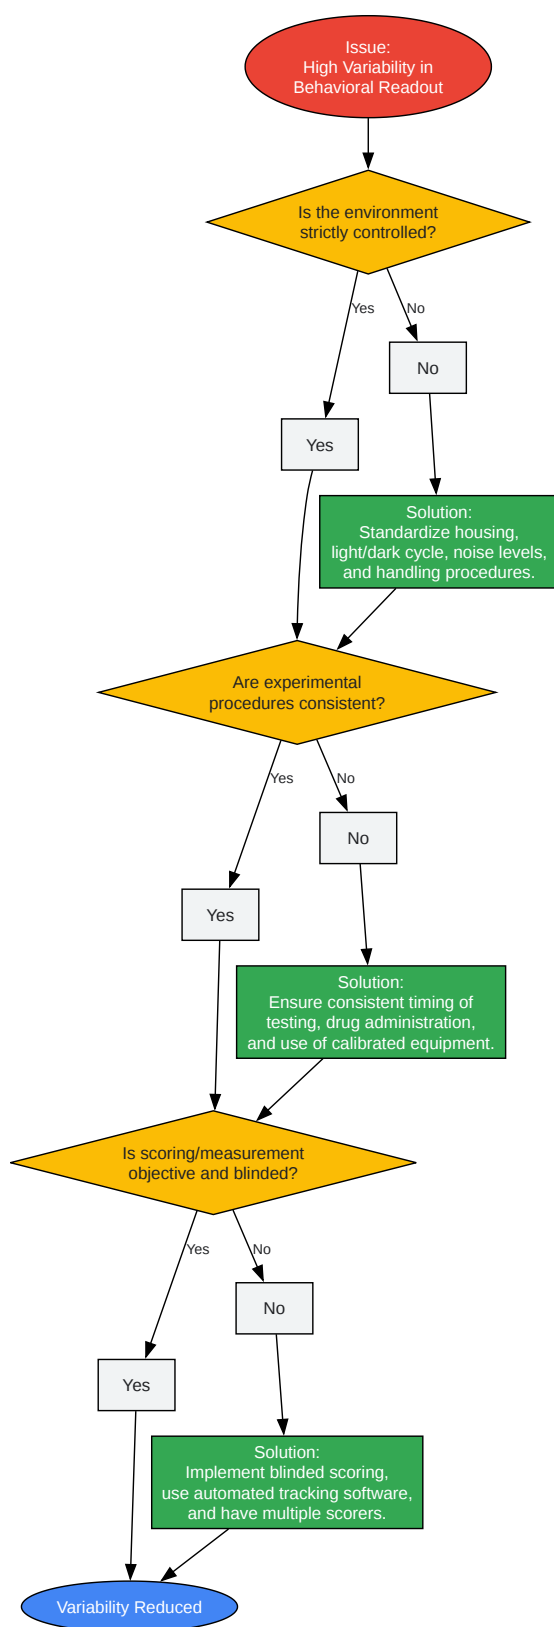 Issue:
High Variability in
Behavioral Readout
Is the environment
strictly controlled?
Yes
No
No
Yes
Solution:
Standardize housing,
light/dark cycle, noise levels,
and handling procedures.
Are experimental
procedures consistent?
Yes
No
No
Yes
Solution:
Ensure consistent timing of
testing, drug administration,
and use of calibrated equipment.
Is scoring/measurement
objective and blinded?
Yes
No
No
Yes
Solution:
Implement blinded scoring,
use automated tracking software,
and have multiple scorers.
Variability Reduced